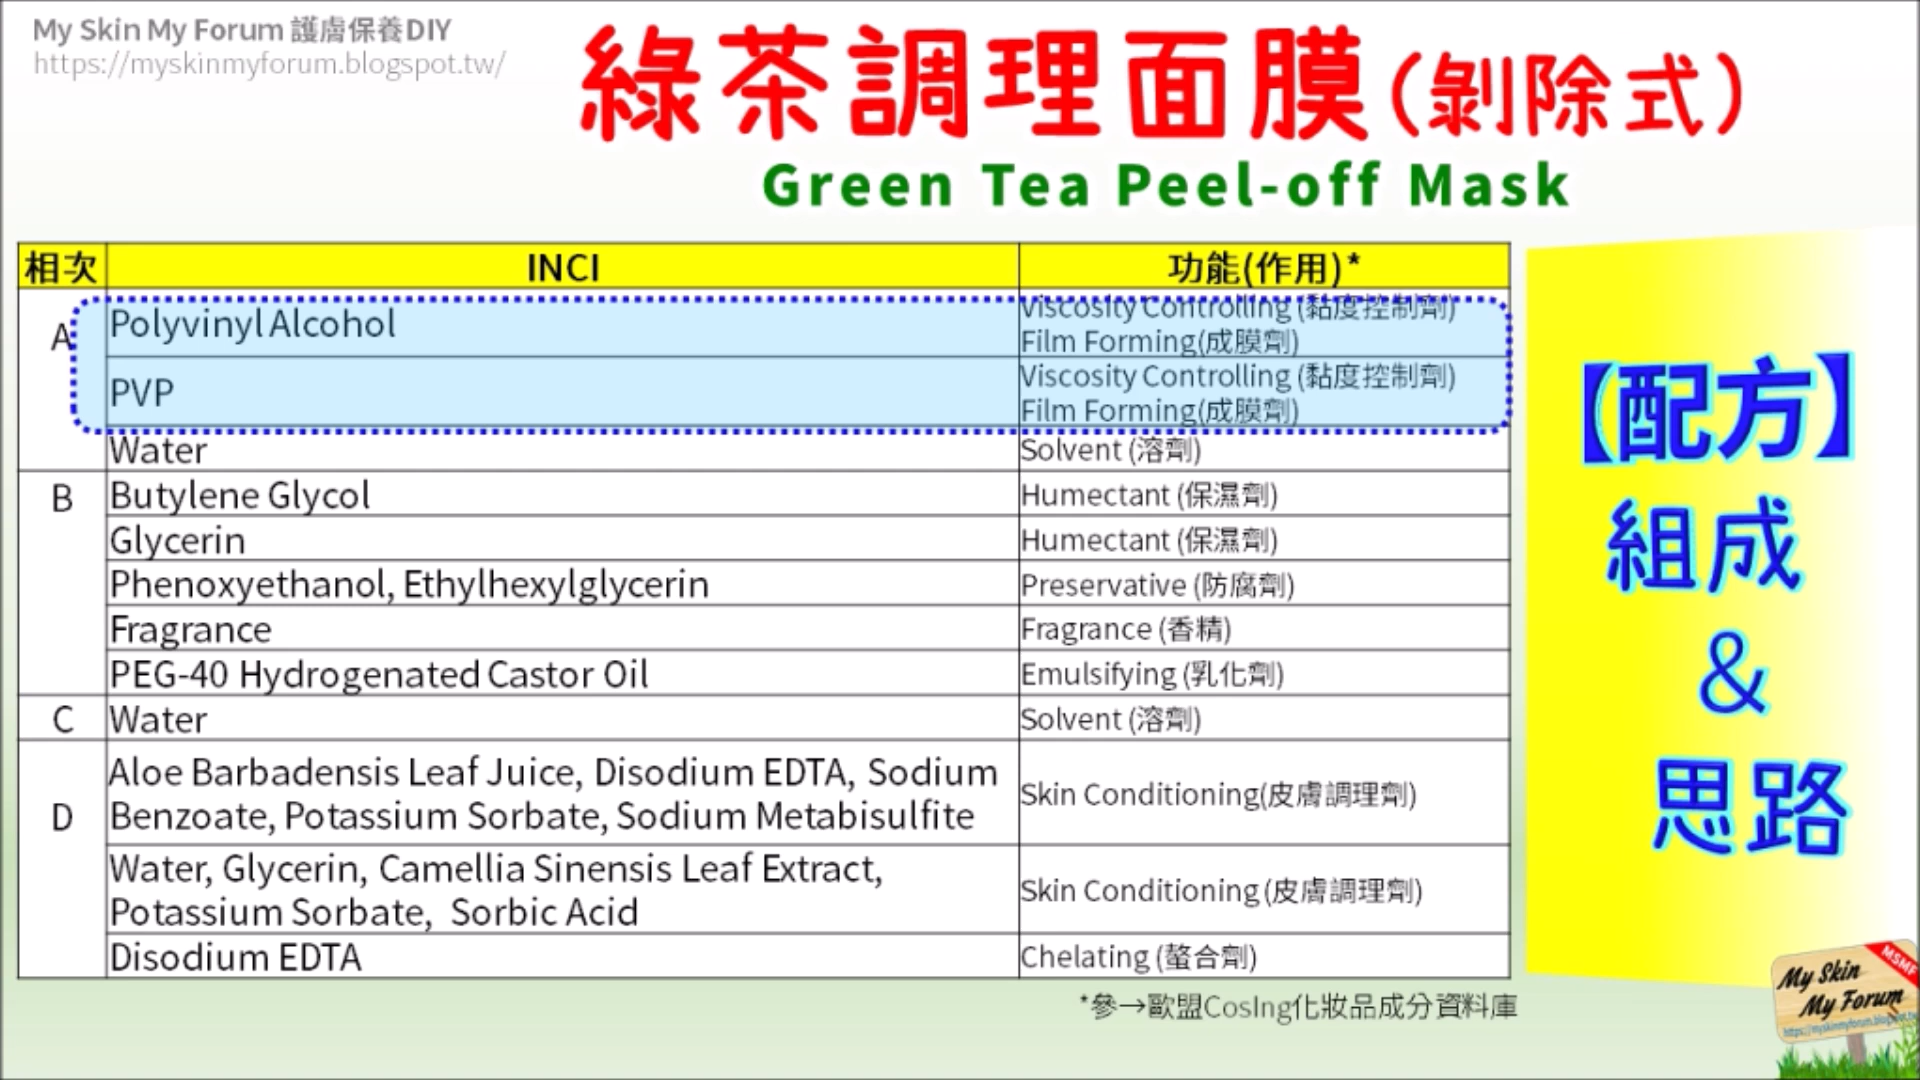 My Skin My Forum 護膚保養DIY
https://myskinmyforum.blogspot.tw/
綠茶調理面膜(剝除式)
Green Tea Peel-off Mask
相次 INCI 功能(作用)*
A Polyvinyl Alcohol Viscosity Controlling (黏度控制劑)
Film Forming(成膜劑)
PVP Viscosity Controlling (黏度控制劑)
Film Forming(成膜劑)
Water Solvent (溶劑)
B Butylene Glycol Humectant (保濕劑)
Glycerin Humectant (保濕劑)
Phenoxyethanol, Ethylhexylglycerin Preservative (防腐劑)
Fragrance Fragrance (香精)
PEG-40 Hydrogenated Castor Oil Emulsifying (乳化劑)
C Water Solvent (溶劑)
D Aloe Barbadensis Leaf Juice, Disodium EDTA, Sodium
Benzoate, Potassium Sorbate, Sodium Metabisulfite Skin Conditioning(皮膚調理劑)
Water, Glycerin, Camellia Sinensis Leaf Extract,
Potassium Sorbate, Sorbic Acid Skin Conditioning (皮膚調理劑)
Disodium EDTA Chelating (螯合劑)
*參→歐盟CosIng化妝品成分資料庫
【配方】
組成
&
思路
MSMF
My Skin
My Forum
https://myskinmyforum.blogspot.tw